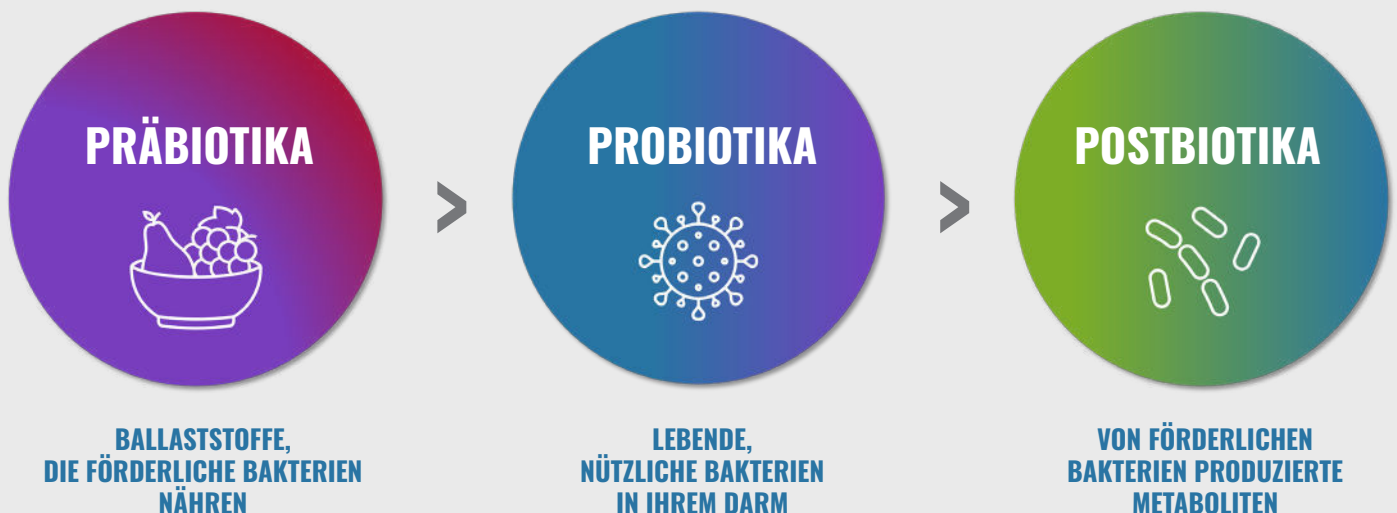 PRÄBIOTIKA
>
PROBIOTIKA
>
POSTBIOTIKA
BALLASTSTOFFE,
DIE FÖRDERLICHE BAKTERIEN
NÄHREN
LEBENDE,
NÜTZLICHE BAKTERIEN
IN IHREM DARM
VON FÖRDERLICHEN
BAKTERIEN PRODUZIERTE
METABOLITEN